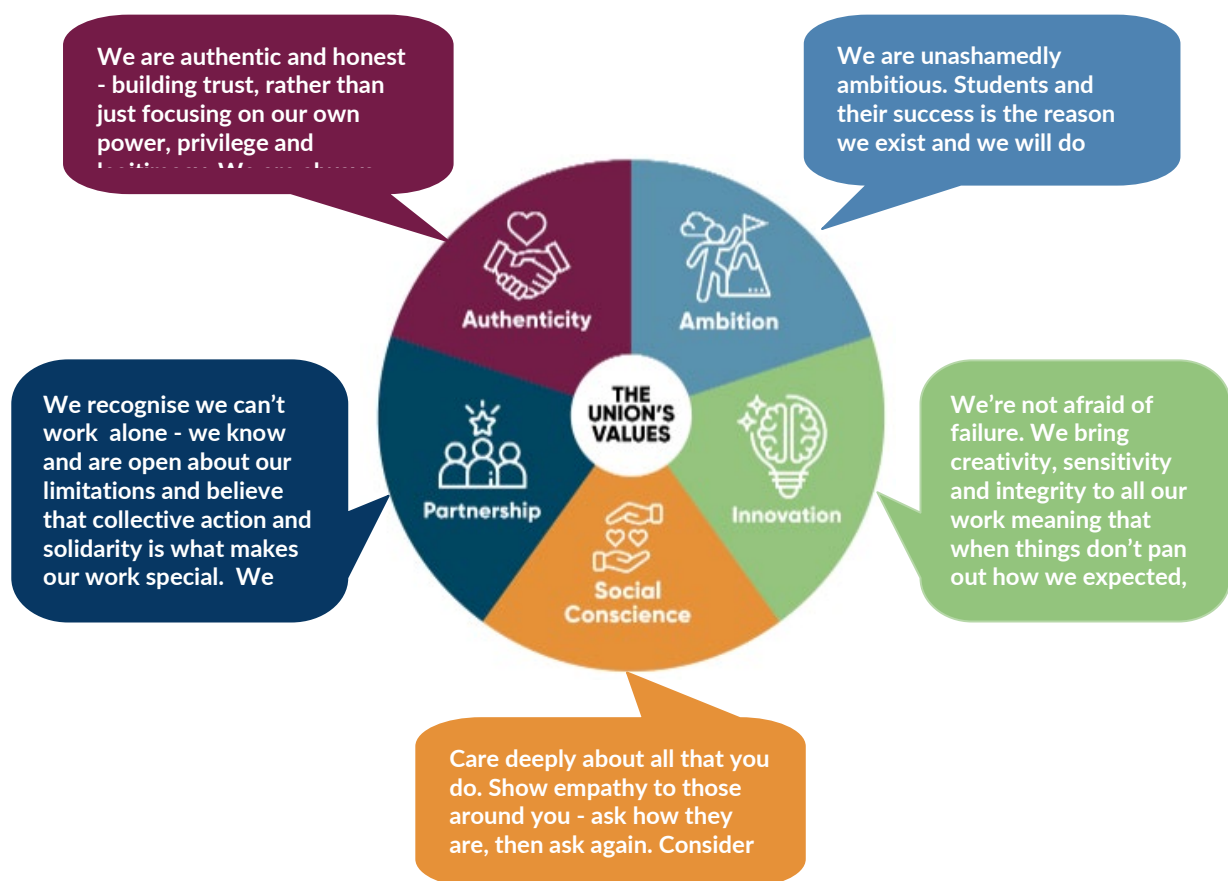 We are authentic and honest
- building trust, rather than
just focusing on our own
power, privilege and
We are unashamedly
ambitious. Students and
their success is the reason
we exist and we will do
Authenticity
Ambition
THE
UNION'S
VALUES
We recognise we can’t
work  alone - we know
and are open about our
limitations and believe
that collective action and
solidarity is what makes
our work special.  We
Partnership
Innovation
We’re not afraid of
failure. We bring
creativity, sensitivity
and integrity to all our
work meaning that
when things don’t pan
out how we expected,
Social
Conscience
Care deeply about all that you
do. Show empathy to those
around you - ask how they
are, then ask again. Consider